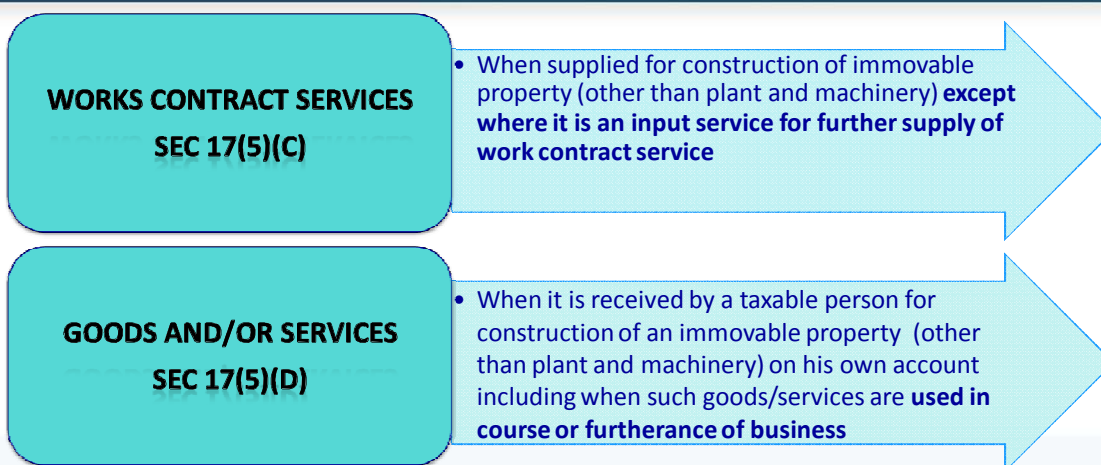 WORKS CONTRACT SERVICES
SEC 17(5)(C)
• When supplied for construction of immovable
property (other than plant and machinery) except
where it is an input service for further supply of
work contract service
GOODS AND/OR SERVICES
SEC 17(5)(D)
• When it is received by a taxable person for
construction of an immovable property (other
than plant and machinery) on his own account
including when such goods/services are used in
course or furtherance of business